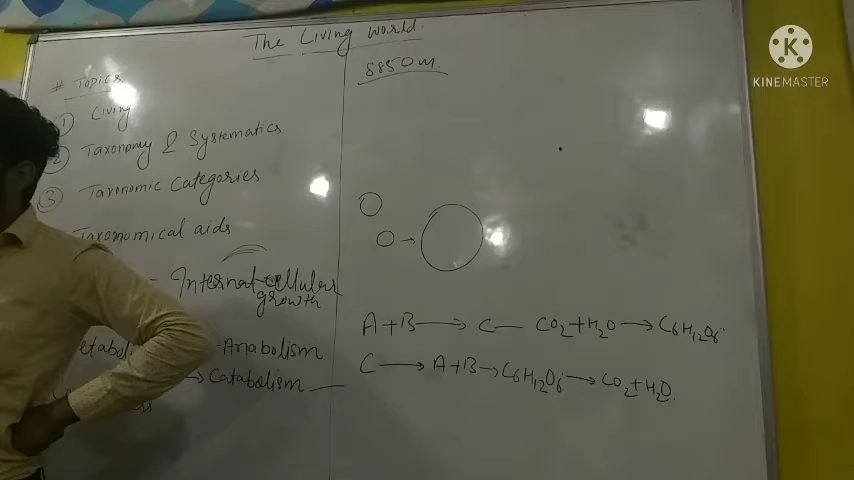 The Living World
# Topics
① Living
② Taxonomy & Systematics
③ Taxonomic Categories
Taxonomical aids
- Internal cellular
growth
Anabolism
→ Catabolism
8850 m.
A + B → C — CO2 + H2O → C6H12O6
C → A + B → C6H12O6 → CO2 + H2O.
K
KINEMASTER